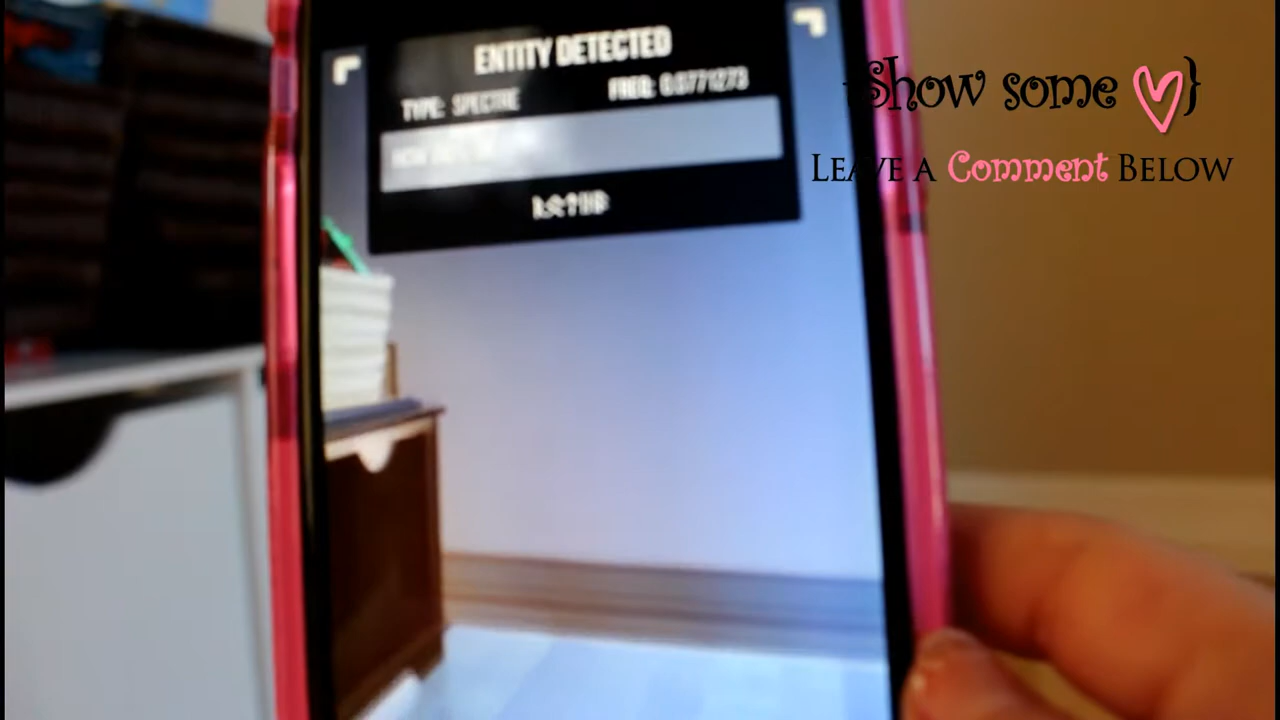 ENTITY DETECTED
TYPE: SPECTRE
FREQ: 0.5771273
{Show some }
LEAVE A Comment BELOW